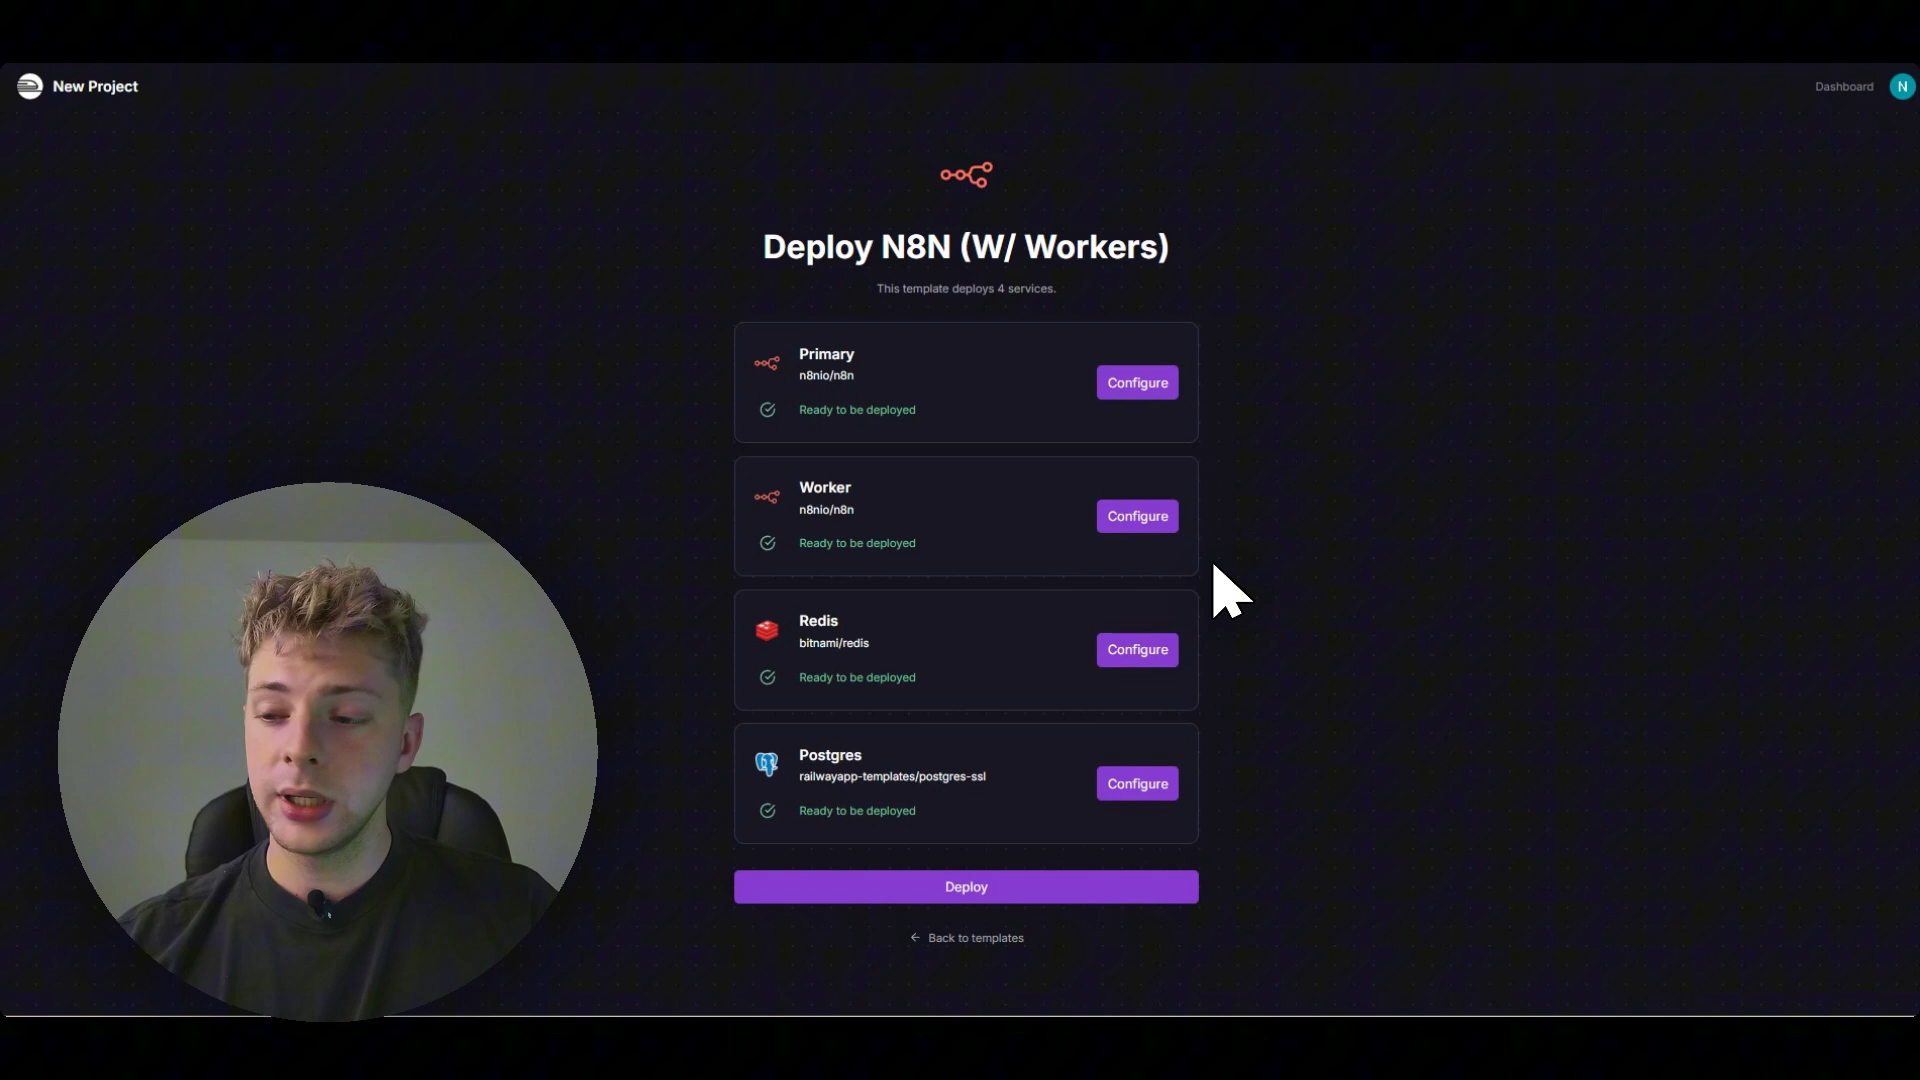 New Project
Dashboard
N
Deploy N8N (W/ Workers)
This template deploys 4 services.
Primary
n8nio/n8n
Configure
Ready to be deployed
Worker
n8nio/n8n
Configure
Ready to be deployed
Redis
bitnami/redis
Configure
Ready to be deployed
Postgres
railwayapp-templates/postgres-ssl
Configure
Ready to be deployed
Deploy
← Back to templates